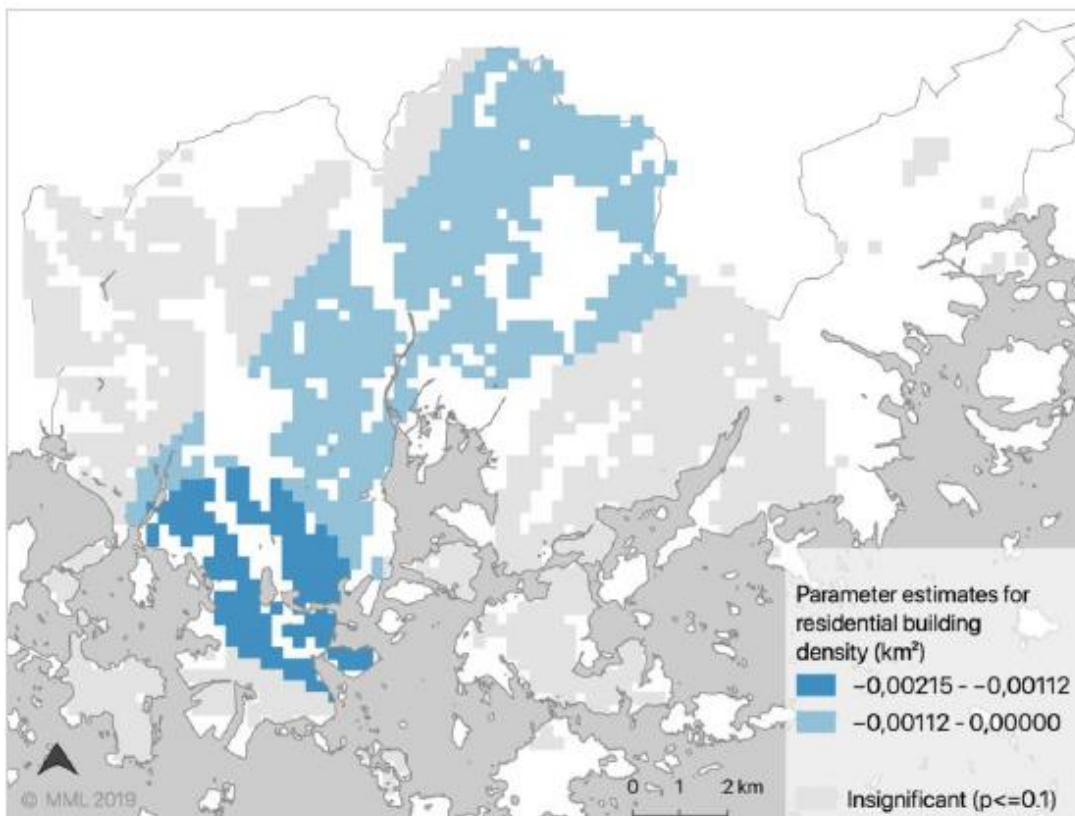 Parameter estimates for
residential building
density (km²)
−0,00215 - −0,00112
−0,00112 - 0,00000
Insignificant (p<=0.1)
0 1 2 km
© MML 2019